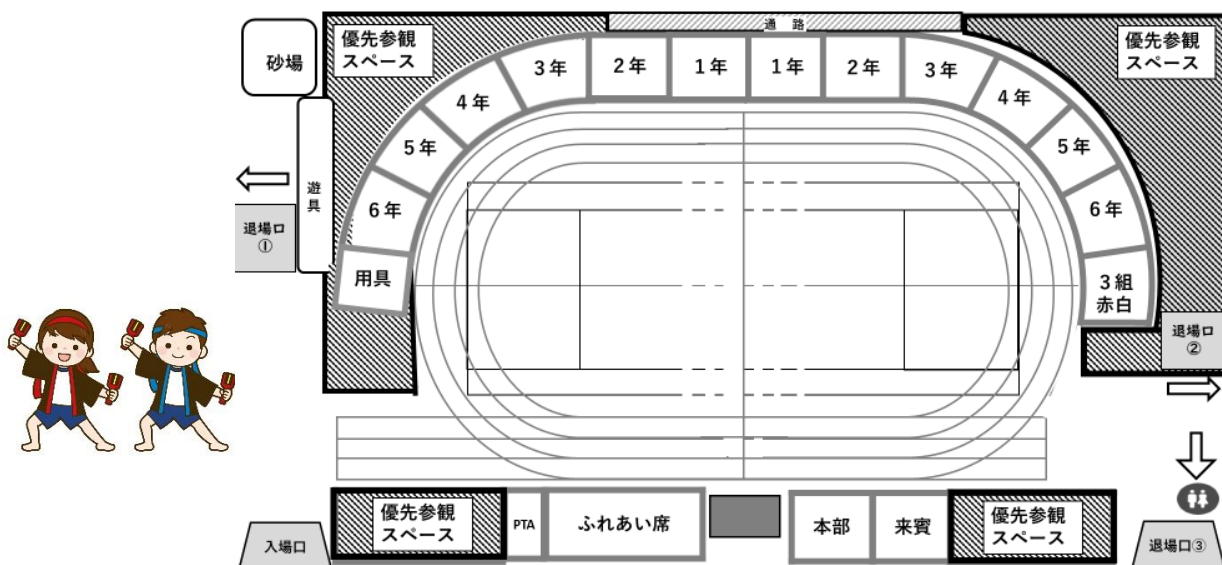 通 路
砂場
優先参観
スペース
優先参観
スペース
3年
2年
1年
1年
2年
3年
4年
4年
5年
5年
遊
具
6年
6年
退場口
①
用具
3組
赤白
退場口
②
優先参観
スペース
PTA
ふれあい席
本部
来賓
優先参観
スペース
入場口
退場口③